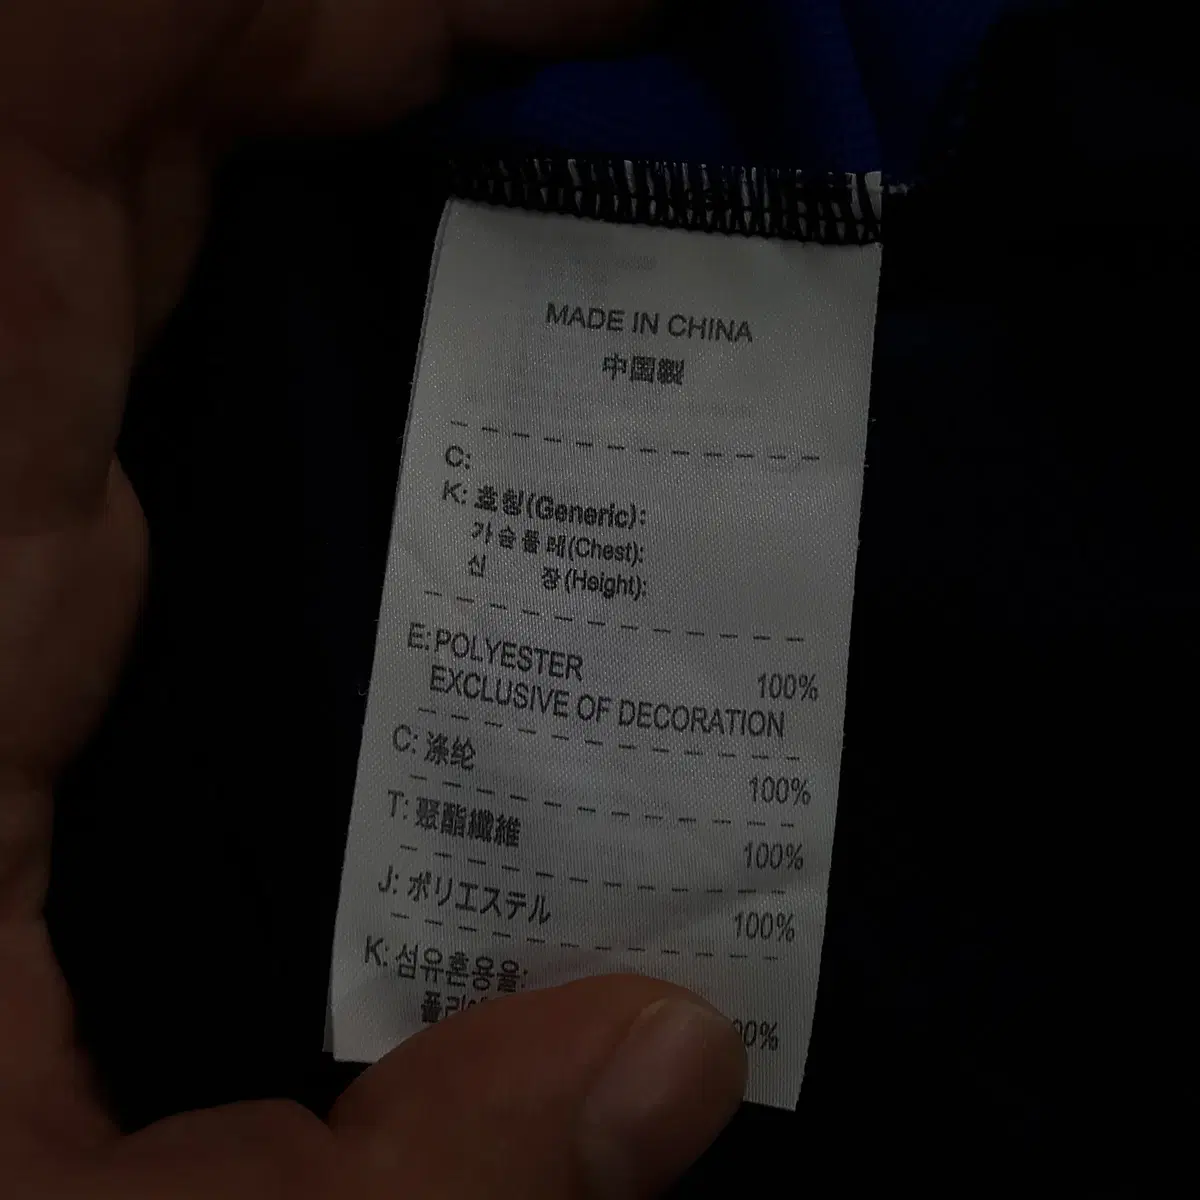 MADE IN CHINA
中国製
C:
K: 호칭(Generic):
가슴둘레(Chest):
신 장(Height):
E:POLYESTER 100%
EXCLUSIVE OF DECORATION
C: 涤纶 100%
T: 聚酯纖維 100%
J: ポリエステル 100%
K: 섬유혼용율: